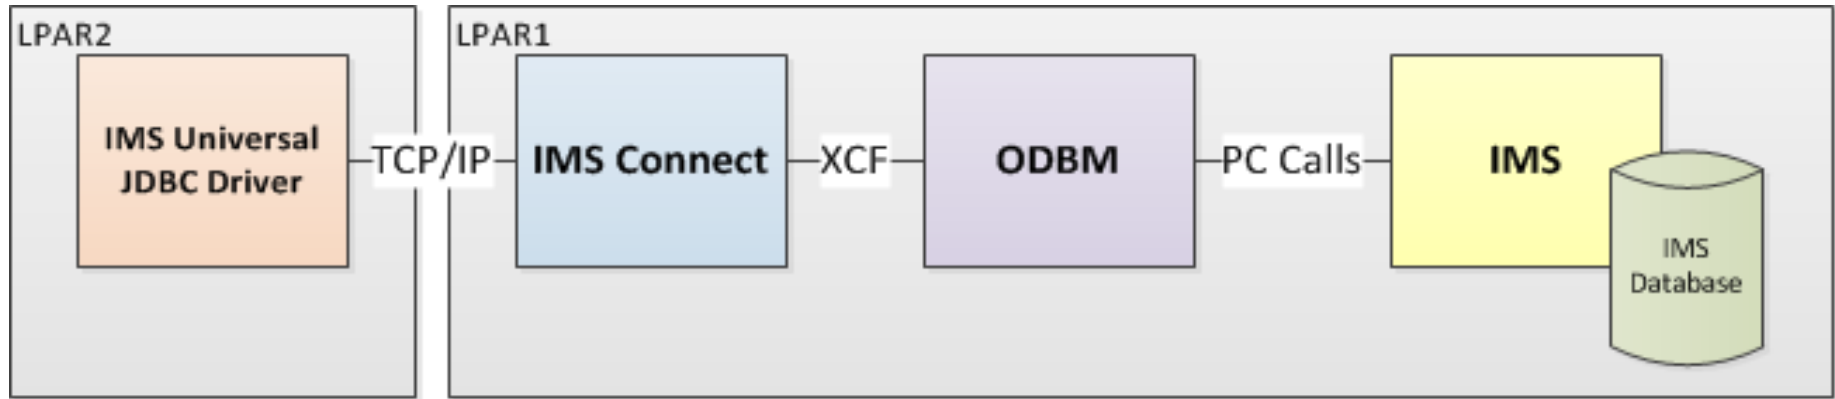 LPAR2
LPAR1
IMS Universal
JDBC Driver
TCP/IP
IMS Connect
XCF
ODBM
PC Calls
IMS
IMS
Database